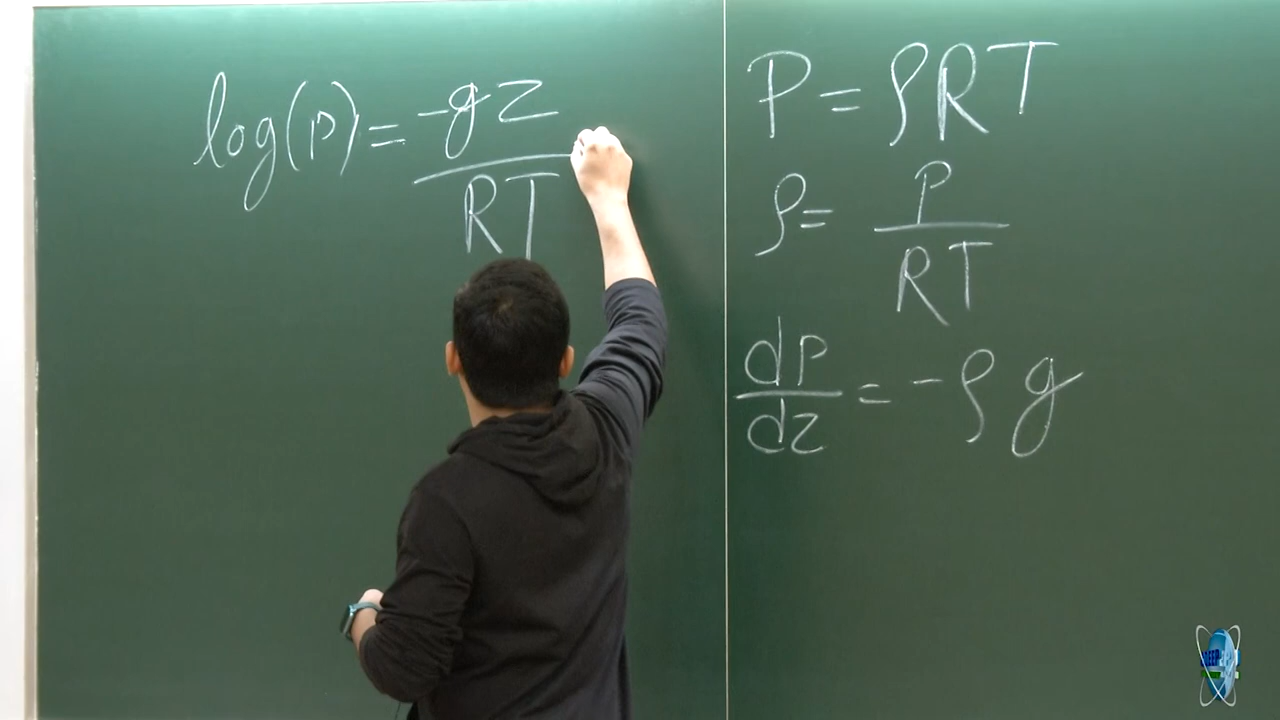 log(p) = -gz / RT
P = ρRT
ρ = P / RT
dp / dz = -ρg